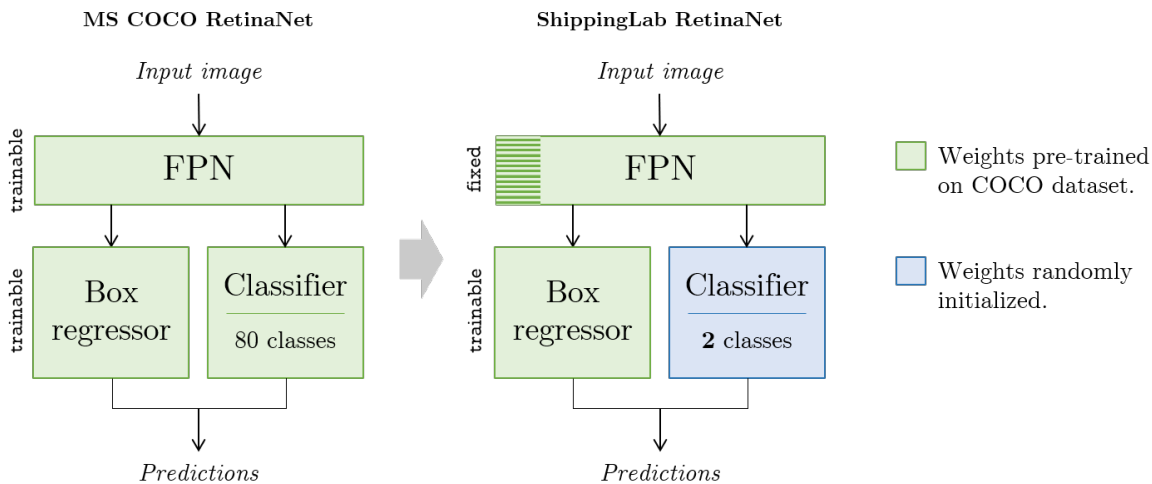 MS COCO RetinaNet
Input image
trainable
FPN
trainable
Box
regressor
Classifier
80 classes
Predictions
ShippingLab RetinaNet
Input image
fixed
FPN
trainable
Box
regressor
Classifier
2 classes
Predictions
Weights pre-trained
on COCO dataset.
Weights randomly
initialized.